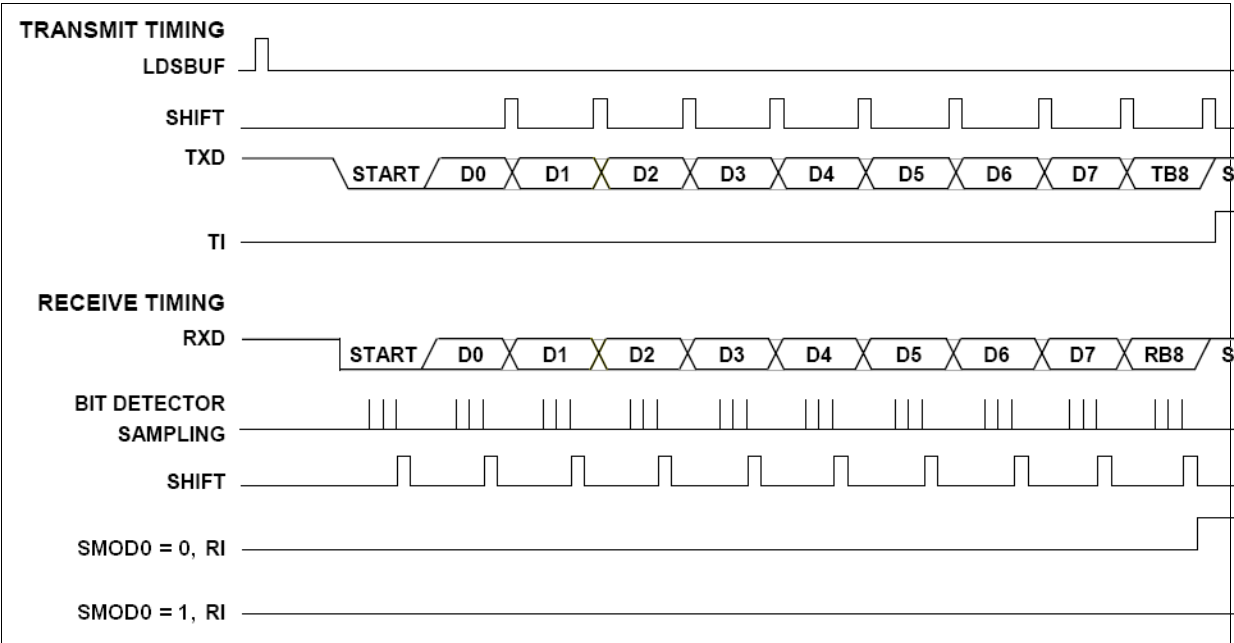 TRANSMIT TIMING
LDSBUF
SHIFT
TXD
START D0 D1 D2 D3 D4 D5 D6 D7 TB8 S
TI
RECEIVE TIMING
RXD
START D0 D1 D2 D3 D4 D5 D6 D7 RB8 S
BIT DETECTOR
SAMPLING
SHIFT
SMOD0 = 0, RI
SMOD0 = 1, RI